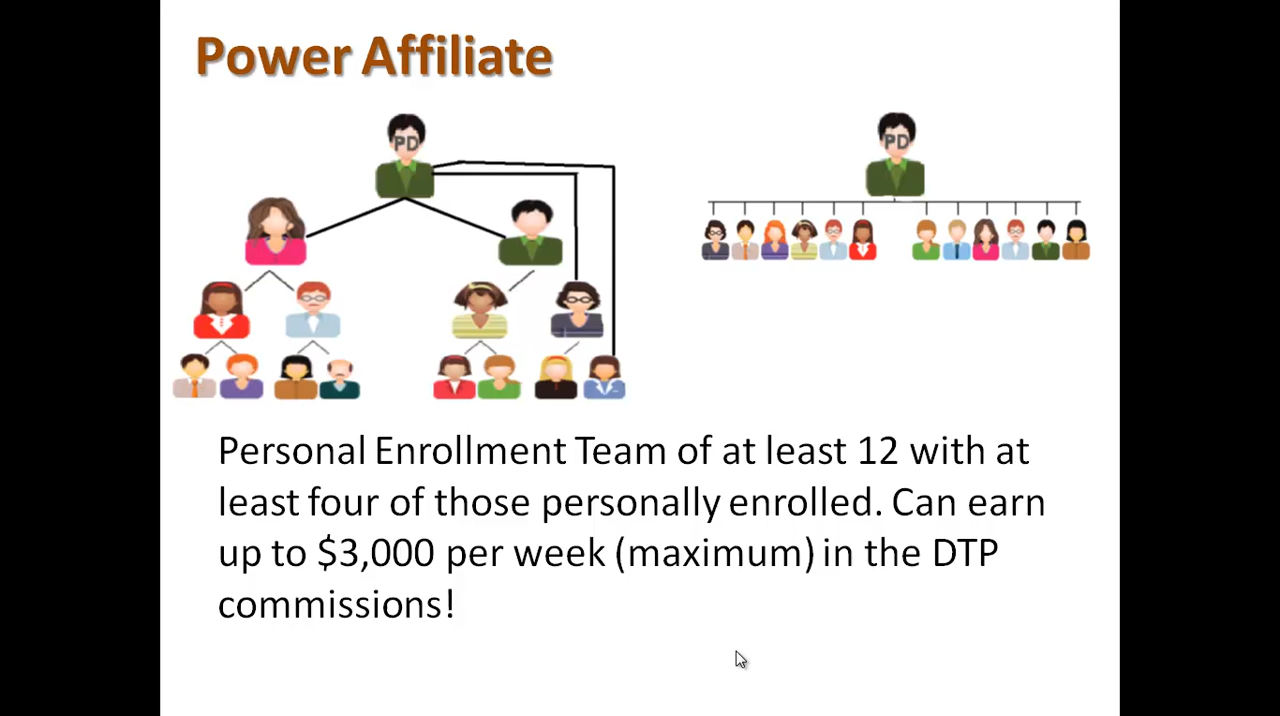 Power Affiliate
PD
PD
Personal Enrollment Team of at least 12 with at
least four of those personally enrolled. Can earn
up to $3,000 per week (maximum) in the DTP
commissions!